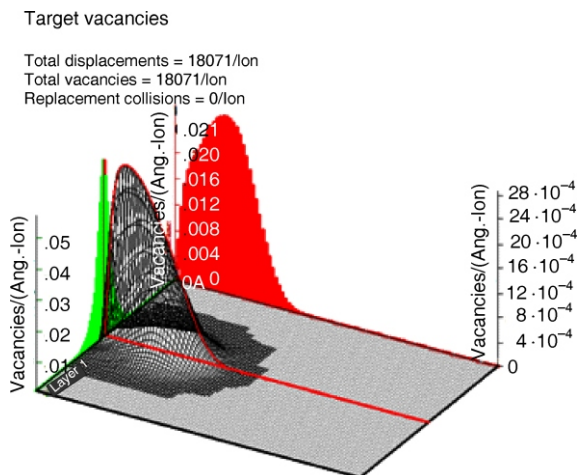 Target vacancies
Total displacements = 18071/Ion
Total vacancies = 18071/Ion
Replacement collisions = 0/Ion
Vacancies/(Ang.-Ion)
.05
.04
.03
.02
.01
Layer 1
Vacancies/(Ang.-Ion)
.021
.020
.016
.012
.008
.004
0
0A
Vacancies/(Ang.-Ion)
28·10⁻⁴
24·10⁻⁴
20·10⁻⁴
16·10⁻⁴
12·10⁻⁴
8·10⁻⁴
4·10⁻⁴
0